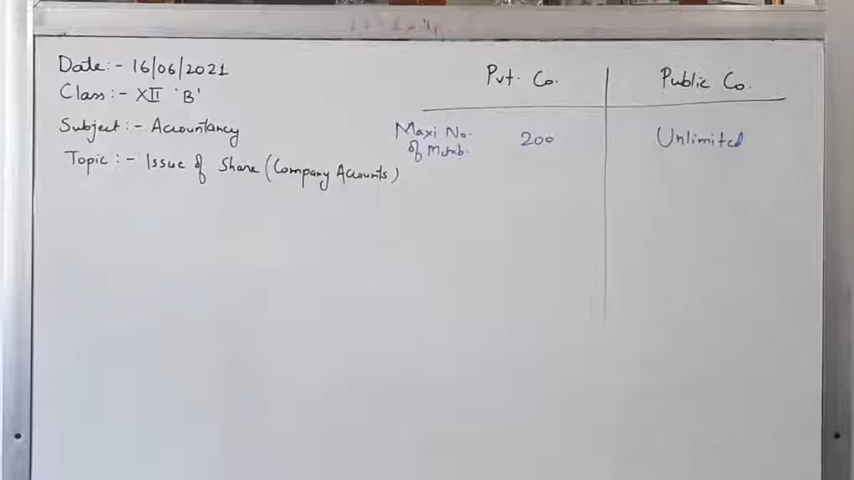 Date:- 16/06/2021
Class:- XII 'B'
Subject:- Accountancy
Topic:- Issue of Share (Company Accounts)
Pvt. Co. Public Co.
Maxi No. of Memb. 200 Unlimited